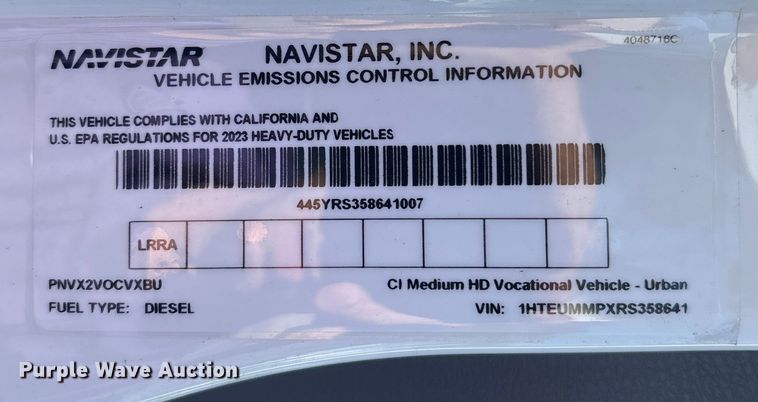 NAVISTAR
NAVISTAR, INC.
4048716C
VEHICLE EMISSIONS CONTROL INFORMATION
THIS VEHICLE COMPLIES WITH CALIFORNIA AND
U.S. EPA REGULATIONS FOR 2023 HEAVY-DUTY VEHICLES
445YRS358641007
LRRA
PNVX2VOCVXBU
CI Medium HD Vocational Vehicle - Urban
FUEL TYPE: DIESEL
VIN: 1HTEUMMPXRS358641
Purple Wave Auction